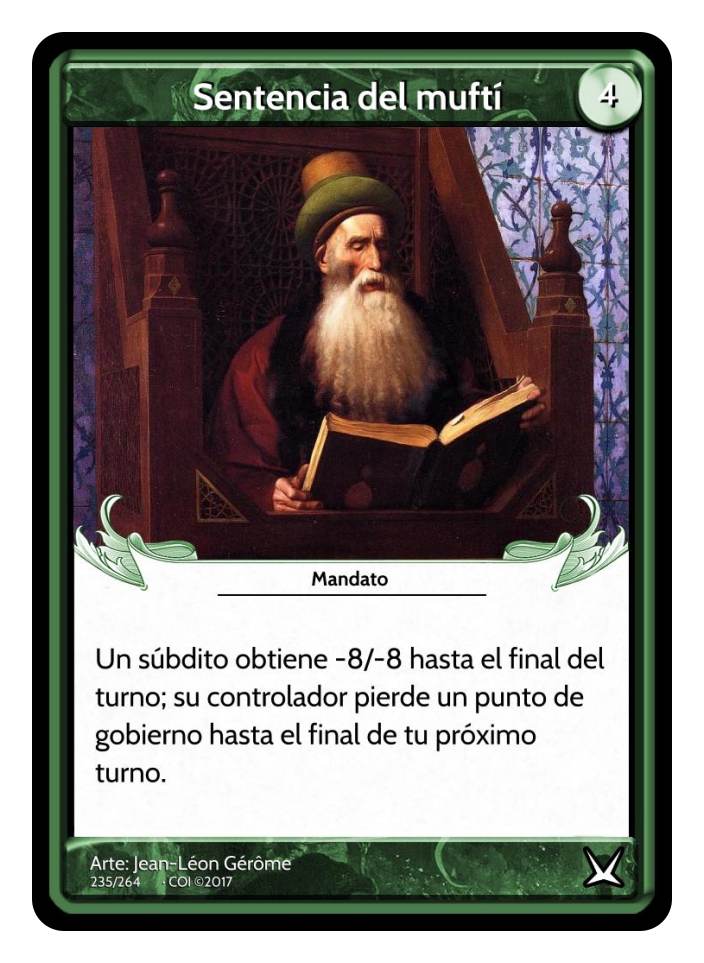 Sentencia del muftí
4
Mandato
Un súbdito obtiene -8/-8 hasta el final del
turno; su controlador pierde un punto de
gobierno hasta el final de tu próximo
turno.
Arte: Jean-Léon Gérôme
235/264 · COI ©2017